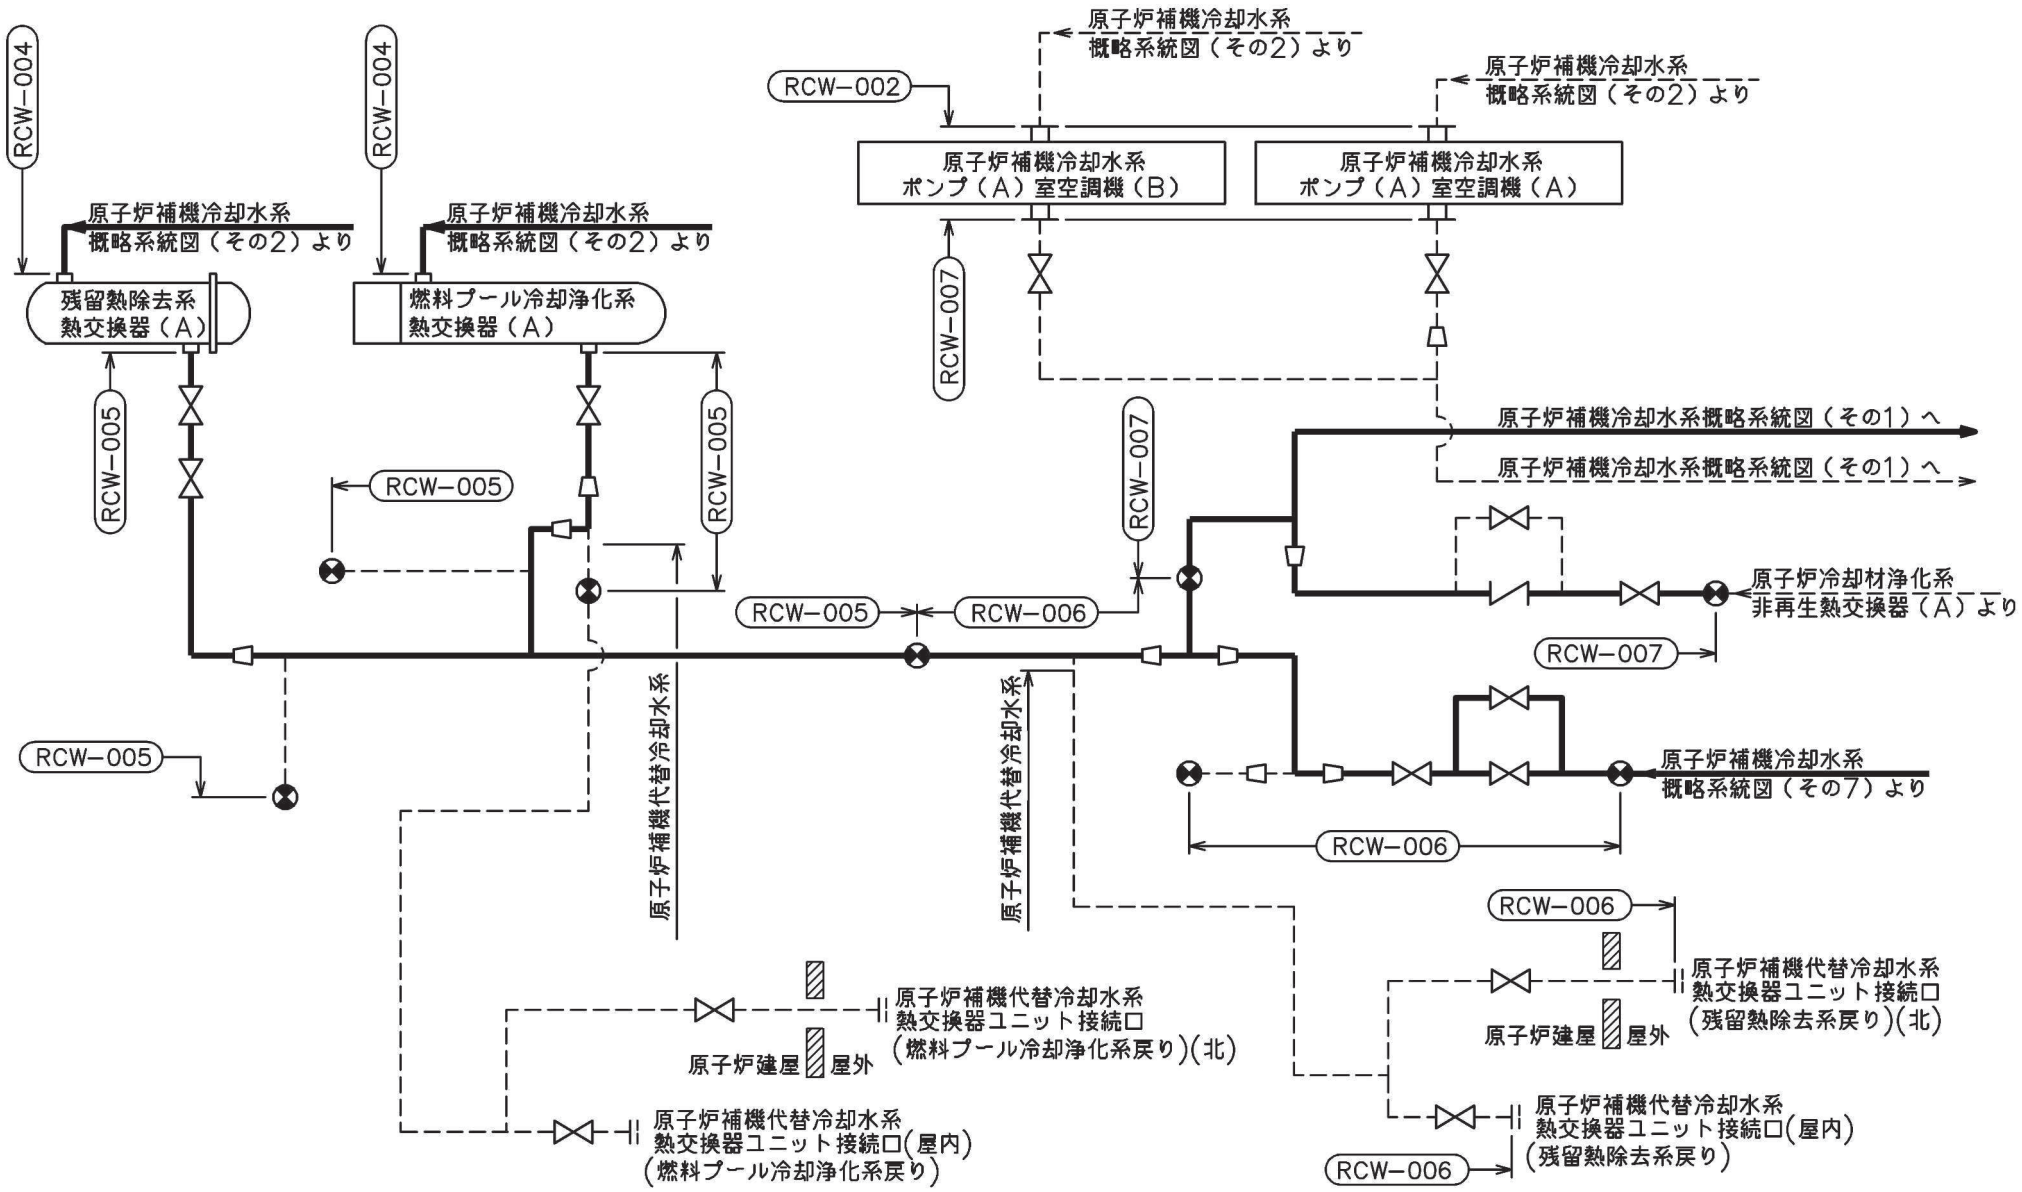 RCW-004
RCW-004
原子炉補機冷却水系
概略系統図(その2)より
原子炉補機冷却水系
概略系統図(その2)より
RCW-002
原子炉補機冷却水系
ポンプ(A)室空調機(B)
原子炉補機冷却水系
ポンプ(A)室空調機(A)
原子炉補機冷却水系
概略系統図(その2)より
原子炉補機冷却水系
概略系統図(その2)より
残留熱除去系
熱交換器(A)
燃料プール冷却浄化系
熱交換器(A)
RCW-007
RCW-005
RCW-005
RCW-005
RCW-007
原子炉補機冷却水系概略系統図(その1)へ
原子炉補機冷却水系概略系統図(その1)へ
原子炉冷却材浄化系
非再生熱交換器(A)より
RCW-005
RCW-006
RCW-007
RCW-005
原子炉補機代替冷却水系
原子炉補機代替冷却水系
原子炉補機冷却水系
概略系統図(その7)より
RCW-006
RCW-006
原子炉補機代替冷却水系
熱交換器ユニット接続口
(残留熱除去系戻り)(北)
原子炉建屋
屋外
原子炉補機代替冷却水系
熱交換器ユニット接続口
(燃料プール冷却浄化系戻り)(北)
原子炉建屋
屋外
原子炉補機代替冷却水系
熱交換器ユニット接続口(屋内)
(燃料プール冷却浄化系戻り)
原子炉補機代替冷却水系
熱交換器ユニット接続口(屋内)
(残留熱除去系戻り)
RCW-006